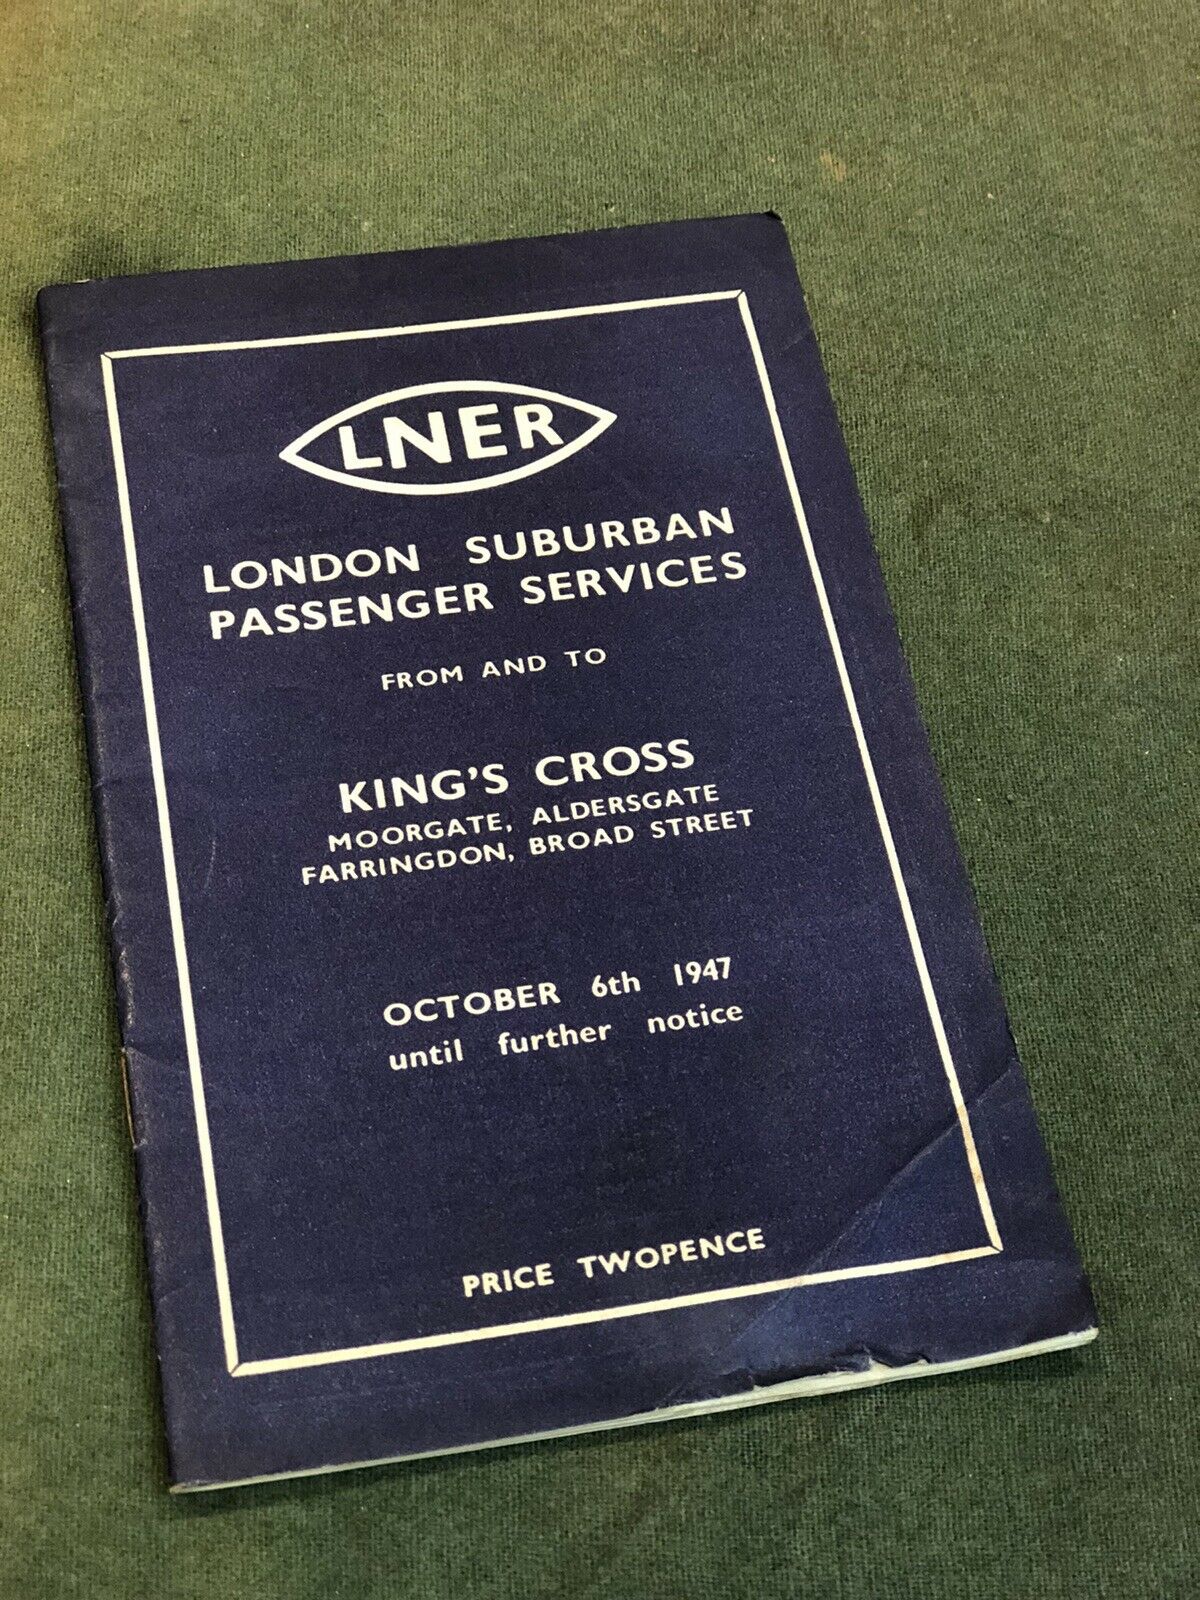 LNER
LONDON SUBURBAN
PASSENGER SERVICES
FROM AND TO
KING'S CROSS
MOORGATE, ALDERSGATE
FARRINGDON, BROAD STREET
OCTOBER 6th 1947
until further notice
PRICE TWOPENCE